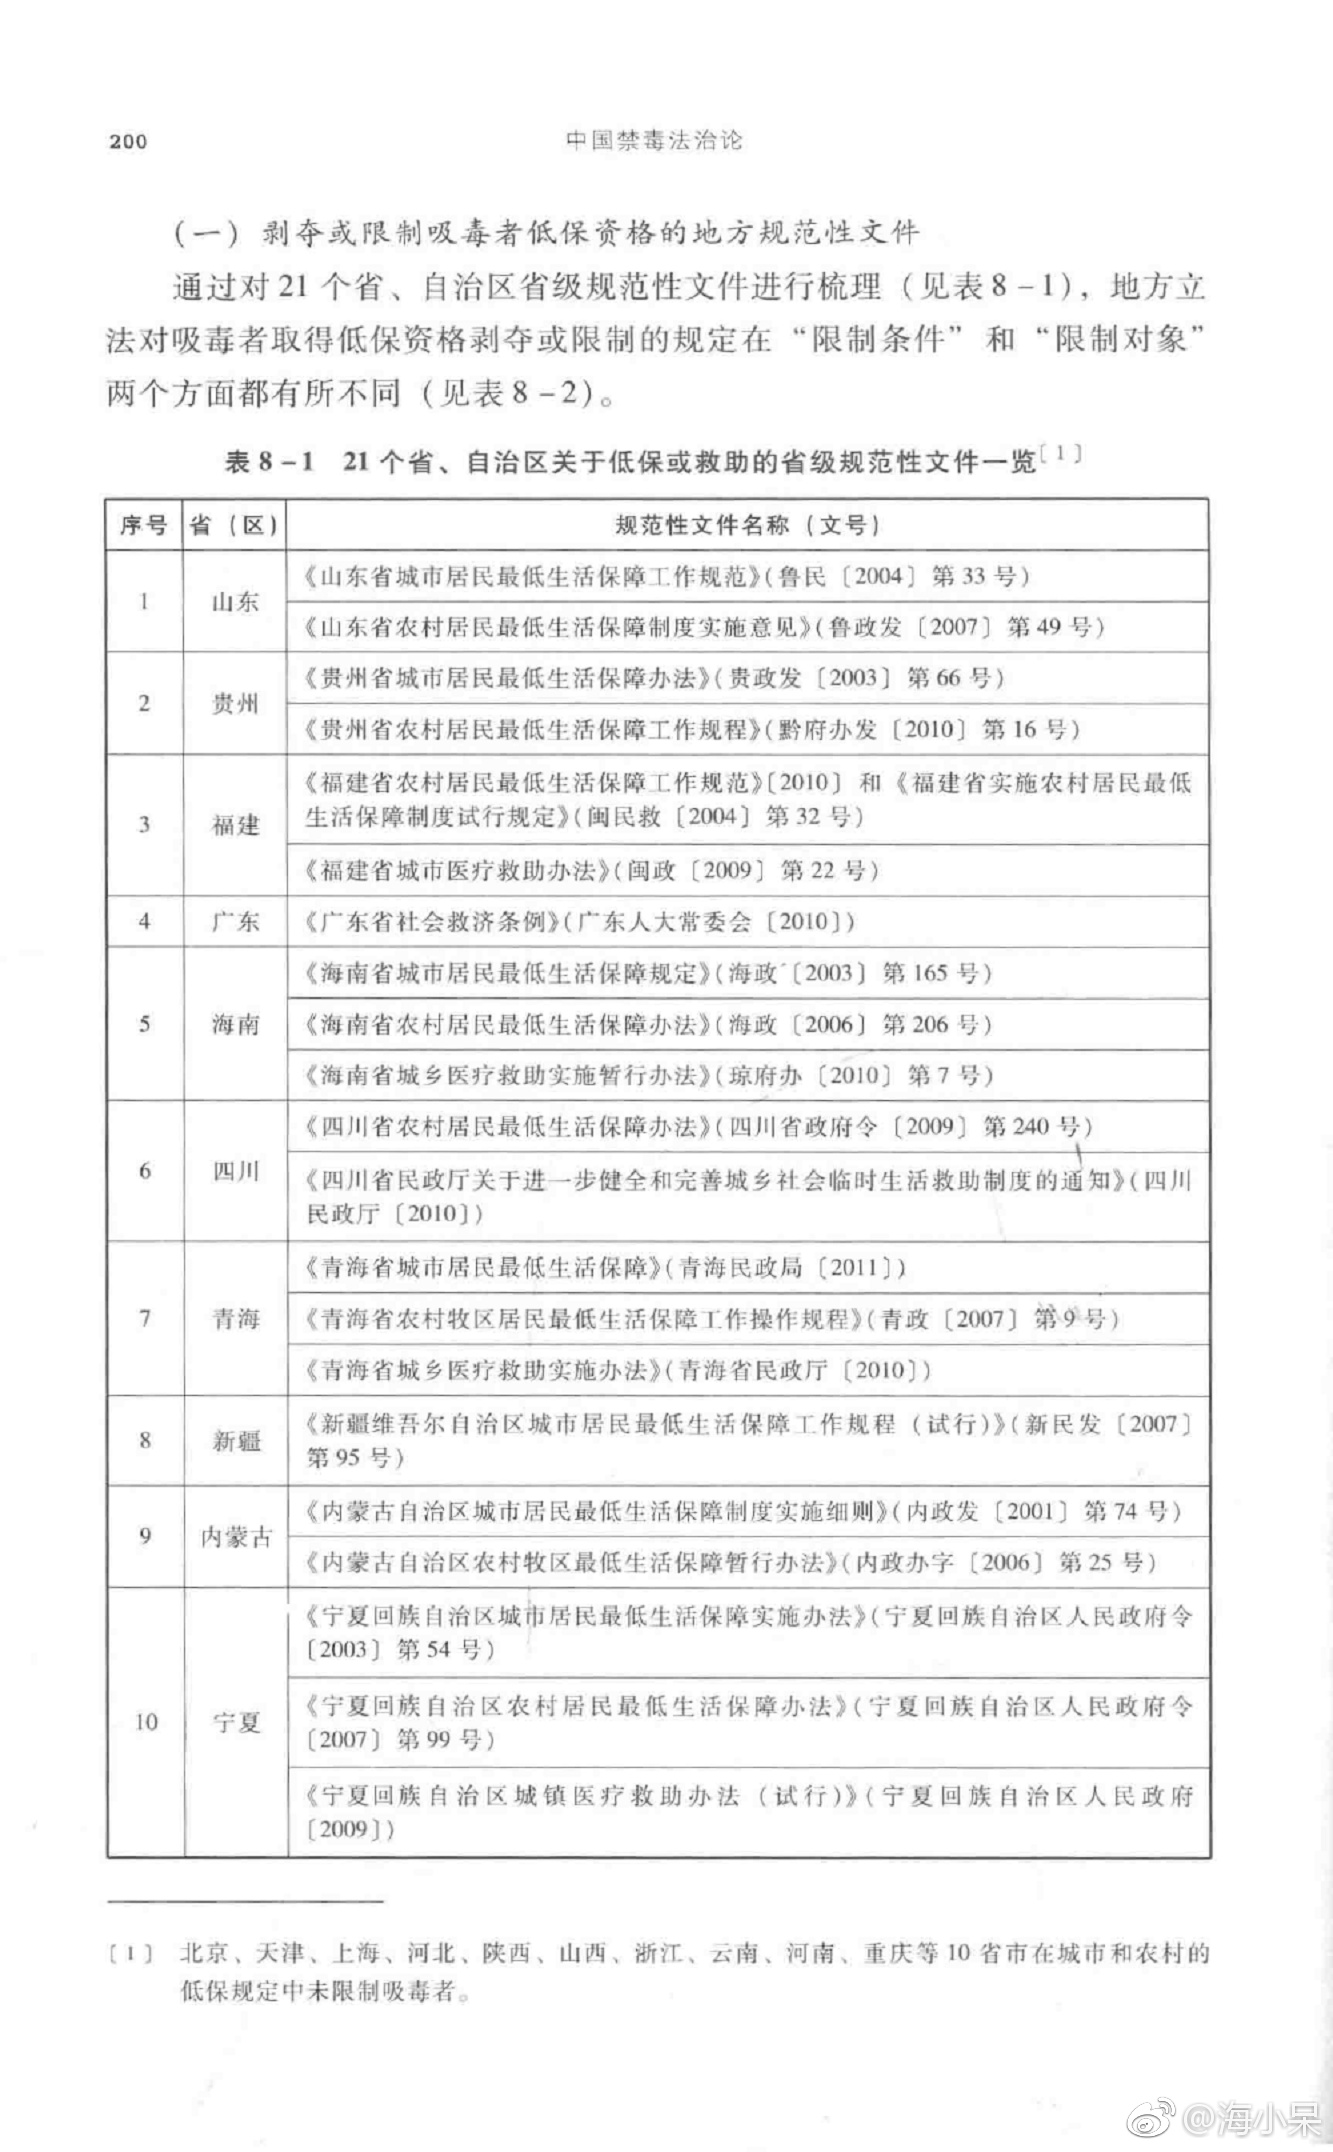 200
中国禁毒法治论
(一) 剥夺或限制吸毒者低保资格的地方规范性文件
通过对 21 个省、自治区省级规范性文件进行梳理（见表 8－1），地方立
法对吸毒者取得低保资格剥夺或限制的规定在“限制条件”和“限制对象”
两个方面都有所不同（见表 8－2）。
表 8－1 21 个省、自治区关于低保或救助的省级规范性文件一览〔1〕
序号 省（区） 规范性文件名称（文号）
1 山东
《山东省城市居民最低生活保障工作规范》（鲁民〔2004〕第 33 号）
《山东省农村居民最低生活保障制度实施意见》（鲁政发〔2007〕第 49 号）
2 贵州
《贵州省城市居民最低生活保障办法》（贵政发〔2003〕第 66 号）
《贵州省农村居民最低生活保障工作规程》（黔府办发〔2010〕第 16 号）
3 福建
《福建省农村居民最低生活保障工作规范》〔2010〕和《福建省实施农村居民最低
生活保障制度试行规定》（闽民救〔2004〕第 32 号）
《福建省城市医疗救助办法》（闽政〔2009〕第 22 号）
4 广东
《广东省社会救济条例》（广东人大常委会〔2010〕）
5 海南
《海南省城市居民最低生活保障规定》（海政〔2003〕第 165 号）
《海南省农村居民最低生活保障办法》（海政〔2006〕第 206 号）
《海南省城乡医疗救助实施暂行办法》（琼府办〔2010〕第 7 号）
6 四川
《四川省农村居民最低生活保障办法》（四川省政府令〔2009〕第 240 号）
《四川省民政厅关于进一步健全和完善城乡社会临时生活救助制度的通知》（四川
民政厅〔2010〕）
7 青海
《青海省城市居民最低生活保障》（青海民政局〔2011〕）
《青海省农村牧区居民最低生活保障工作操作规程》（青政〔2007〕第 9 号）
《青海省城乡医疗救助实施办法》（青海省民政厅〔2010〕）
8 新疆
《新疆维吾尔自治区城市居民最低生活保障工作规程（试行）》（新民发〔2007〕
第 95 号）
9 内蒙古
《内蒙古自治区城市居民最低生活保障制度实施细则》（内政发〔2001〕第 74 号）
《内蒙古自治区农村牧区最低生活保障暂行办法》（内政办字〔2006〕第 25 号）
10 宁夏
《宁夏回族自治区城市居民最低生活保障实施办法》（宁夏回族自治区人民政府令
〔2003〕第 54 号）
《宁夏回族自治区农村居民最低生活保障办法》（宁夏回族自治区人民政府令
〔2007〕第 99 号）
《宁夏回族自治区城镇医疗救助办法（试行）》（宁夏回族自治区人民政府
〔2009〕）
〔1〕 北京、天津、上海、河北、陕西、山西、浙江、云南、河南、重庆等 10 省市在城市和农村的
低保规定中未限制吸毒者。
@海小呆